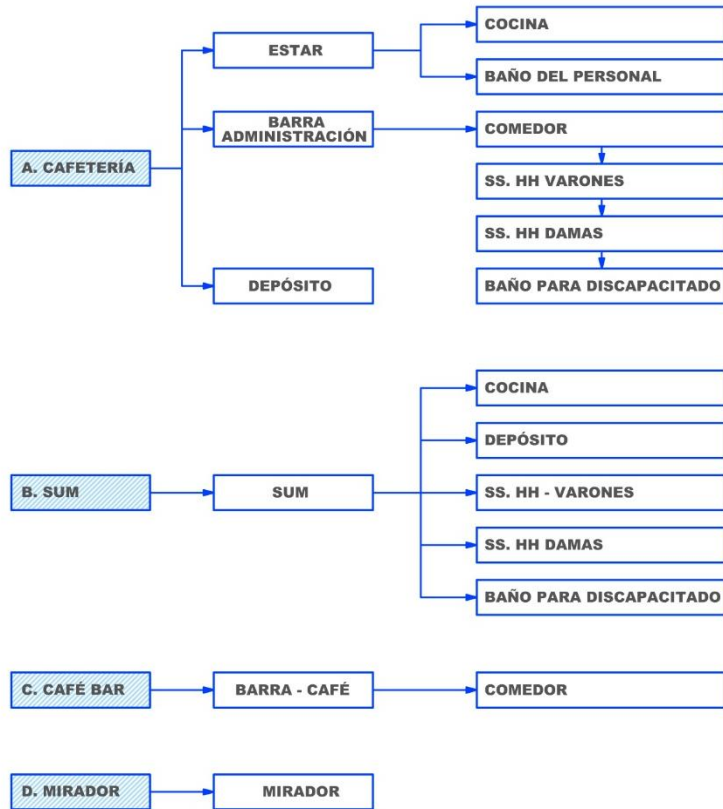 A. CAFETERÍA
ESTAR
COCINA
BAÑO DEL PERSONAL
BARRA
ADMINISTRACIÓN
COMEDOR
SS. HH VARONES
SS. HH DAMAS
BAÑO PARA DISCAPACITADO
DEPÓSITO
B. SUM
SUM
COCINA
DEPÓSITO
SS. HH - VARONES
SS. HH DAMAS
BAÑO PARA DISCAPACITADO
C. CAFÉ BAR
BARRA - CAFÉ
COMEDOR
D. MIRADOR
MIRADOR